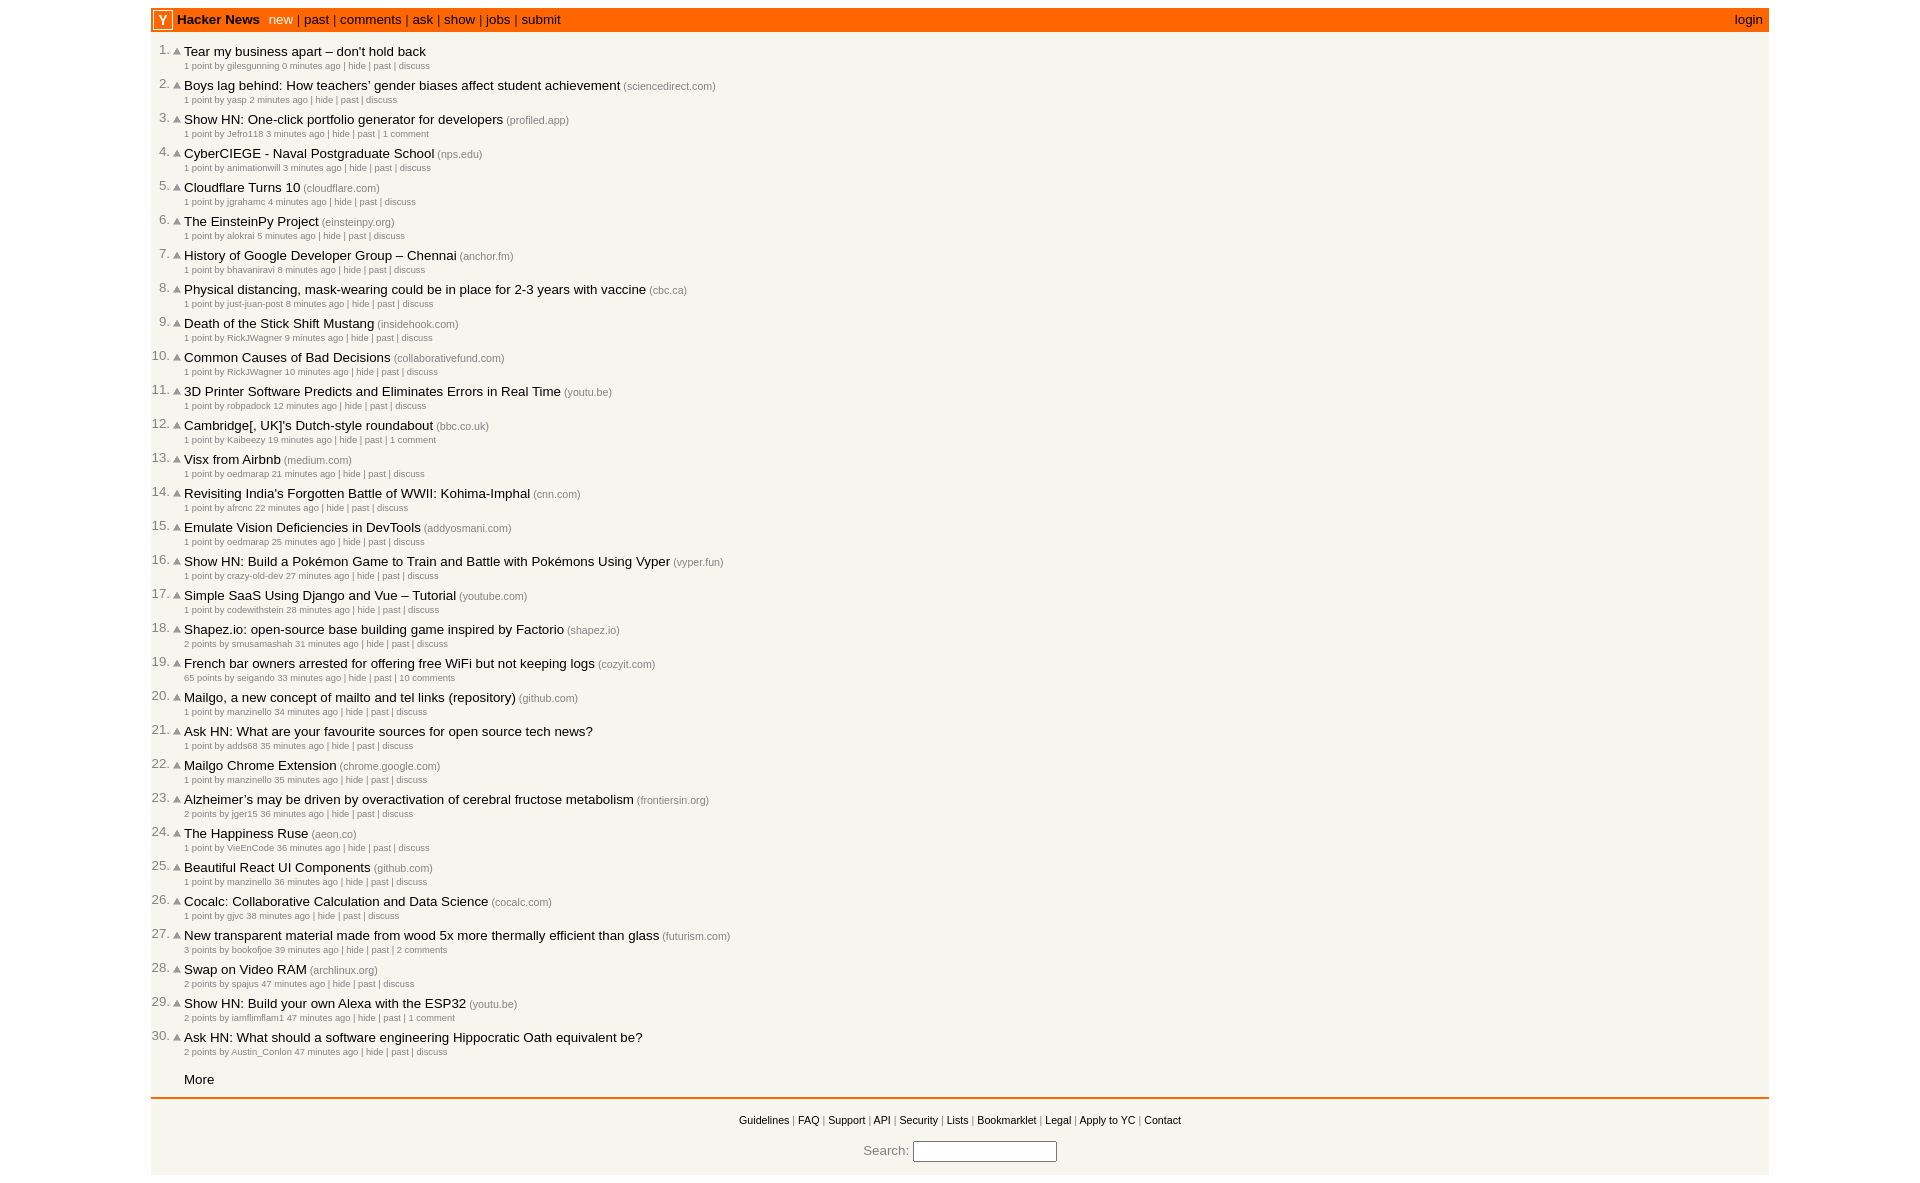 Y Hacker News new | past | comments | ask | show | jobs | submit login
1. Tear my business apart – don't hold back
1 point by gilesgunning 0 minutes ago | hide | past | discuss
2. Boys lag behind: How teachers’ gender biases affect student achievement (sciencedirect.com)
1 point by yasp 2 minutes ago | hide | past | discuss
3. Show HN: One-click portfolio generator for developers (profiled.app)
1 point by Jefro118 3 minutes ago | hide | past | 1 comment
4. CyberCIEGE - Naval Postgraduate School (nps.edu)
1 point by animationwill 3 minutes ago | hide | past | discuss
5. Cloudflare Turns 10 (cloudflare.com)
1 point by jgrahamc 4 minutes ago | hide | past | discuss
6. The EinsteinPy Project (einsteinpy.org)
1 point by alokrai 5 minutes ago | hide | past | discuss
7. History of Google Developer Group – Chennai (anchor.fm)
1 point by bhavaniravi 8 minutes ago | hide | past | discuss
8. Physical distancing, mask-wearing could be in place for 2-3 years with vaccine (cbc.ca)
1 point by just-juan-post 8 minutes ago | hide | past | discuss
9. Death of the Stick Shift Mustang (insidehook.com)
1 point by RickJWagner 9 minutes ago | hide | past | discuss
10. Common Causes of Bad Decisions (collaborativefund.com)
1 point by RickJWagner 10 minutes ago | hide | past | discuss
11. 3D Printer Software Predicts and Eliminates Errors in Real Time (youtu.be)
1 point by robpadock 12 minutes ago | hide | past | discuss
12. Cambridge[, UK]'s Dutch-style roundabout (bbc.co.uk)
1 point by Kaibeezy 19 minutes ago | hide | past | 1 comment
13. Visx from Airbnb (medium.com)
1 point by oedmarap 21 minutes ago | hide | past | discuss
14. Revisiting India's Forgotten Battle of WWII: Kohima-Imphal (cnn.com)
1 point by afrcnc 22 minutes ago | hide | past | discuss
15. Emulate Vision Deficiencies in DevTools (addyosmani.com)
1 point by oedmarap 25 minutes ago | hide | past | discuss
16. Show HN: Build a Pokémon Game to Train and Battle with Pokémons Using Vyper (vyper.fun)
1 point by crazy-old-dev 27 minutes ago | hide | past | discuss
17. Simple SaaS Using Django and Vue – Tutorial (youtube.com)
1 point by codewithstein 28 minutes ago | hide | past | discuss
18. Shapez.io: open-source base building game inspired by Factorio (shapez.io)
2 points by smusamashah 31 minutes ago | hide | past | discuss
19. French bar owners arrested for offering free WiFi but not keeping logs (cozyit.com)
65 points by seigando 33 minutes ago | hide | past | 10 comments
20. Mailgo, a new concept of mailto and tel links (repository) (github.com)
1 point by manzinello 34 minutes ago | hide | past | discuss
21. Ask HN: What are your favourite sources for open source tech news?
1 point by adds68 35 minutes ago | hide | past | discuss
22. Mailgo Chrome Extension (chrome.google.com)
1 point by manzinello 35 minutes ago | hide | past | discuss
23. Alzheimer’s may be driven by overactivation of cerebral fructose metabolism (frontiersin.org)
2 points by jger15 36 minutes ago | hide | past | discuss
24. The Happiness Ruse (aeon.co)
1 point by VieEnCode 36 minutes ago | hide | past | discuss
25. Beautiful React UI Components (github.com)
1 point by manzinello 36 minutes ago | hide | past | discuss
26. Cocalc: Collaborative Calculation and Data Science (cocalc.com)
1 point by gjvc 38 minutes ago | hide | past | discuss
27. New transparent material made from wood 5x more thermally efficient than glass (futurism.com)
3 points by bookofjoe 39 minutes ago | hide | past | 2 comments
28. Swap on Video RAM (archlinux.org)
2 points by spajus 47 minutes ago | hide | past | discuss
29. Show HN: Build your own Alexa with the ESP32 (youtu.be)
2 points by iamflimflam1 47 minutes ago | hide | past | 1 comment
30. Ask HN: What should a software engineering Hippocratic Oath equivalent be?
2 points by Austin_Conlon 47 minutes ago | hide | past | discuss
More
Guidelines | FAQ | Support | API | Security | Lists | Bookmarklet | Legal | Apply to YC | Contact
Search: